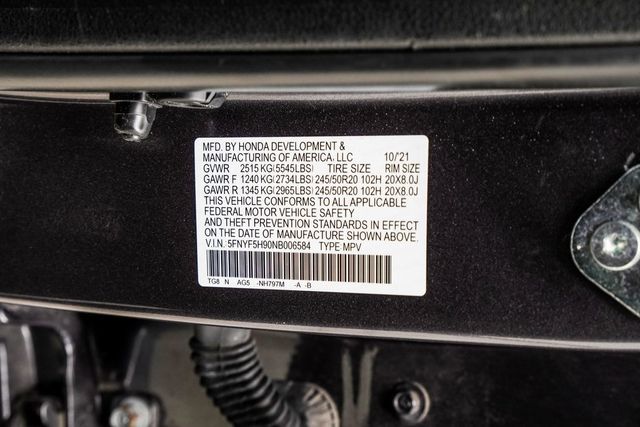 MFD. BY HONDA DEVELOPMENT &
MANUFACTURING OF AMERICA, LLC 10/21
GVWR 2515 KG(5545LBS) TIRE SIZE RIM SIZE
GAWR F 1240 KG(2734LBS) 245/50R20 102H 20X8.0J
GAWR R 1345 KG(2965LBS) 245/50R20 102H 20X8.0J
THIS VEHICLE CONFORMS TO ALL APPLICABLE
FEDERAL MOTOR VEHICLE SAFETY
AND THEFT PREVENTION STANDARDS IN EFFECT
ON THE DATE OF MANUFACTURE SHOWN ABOVE.
V.I.N. 5FNYF5H90NB006584 TYPE MPV
TG8 N AG5 -NH797M -A -B